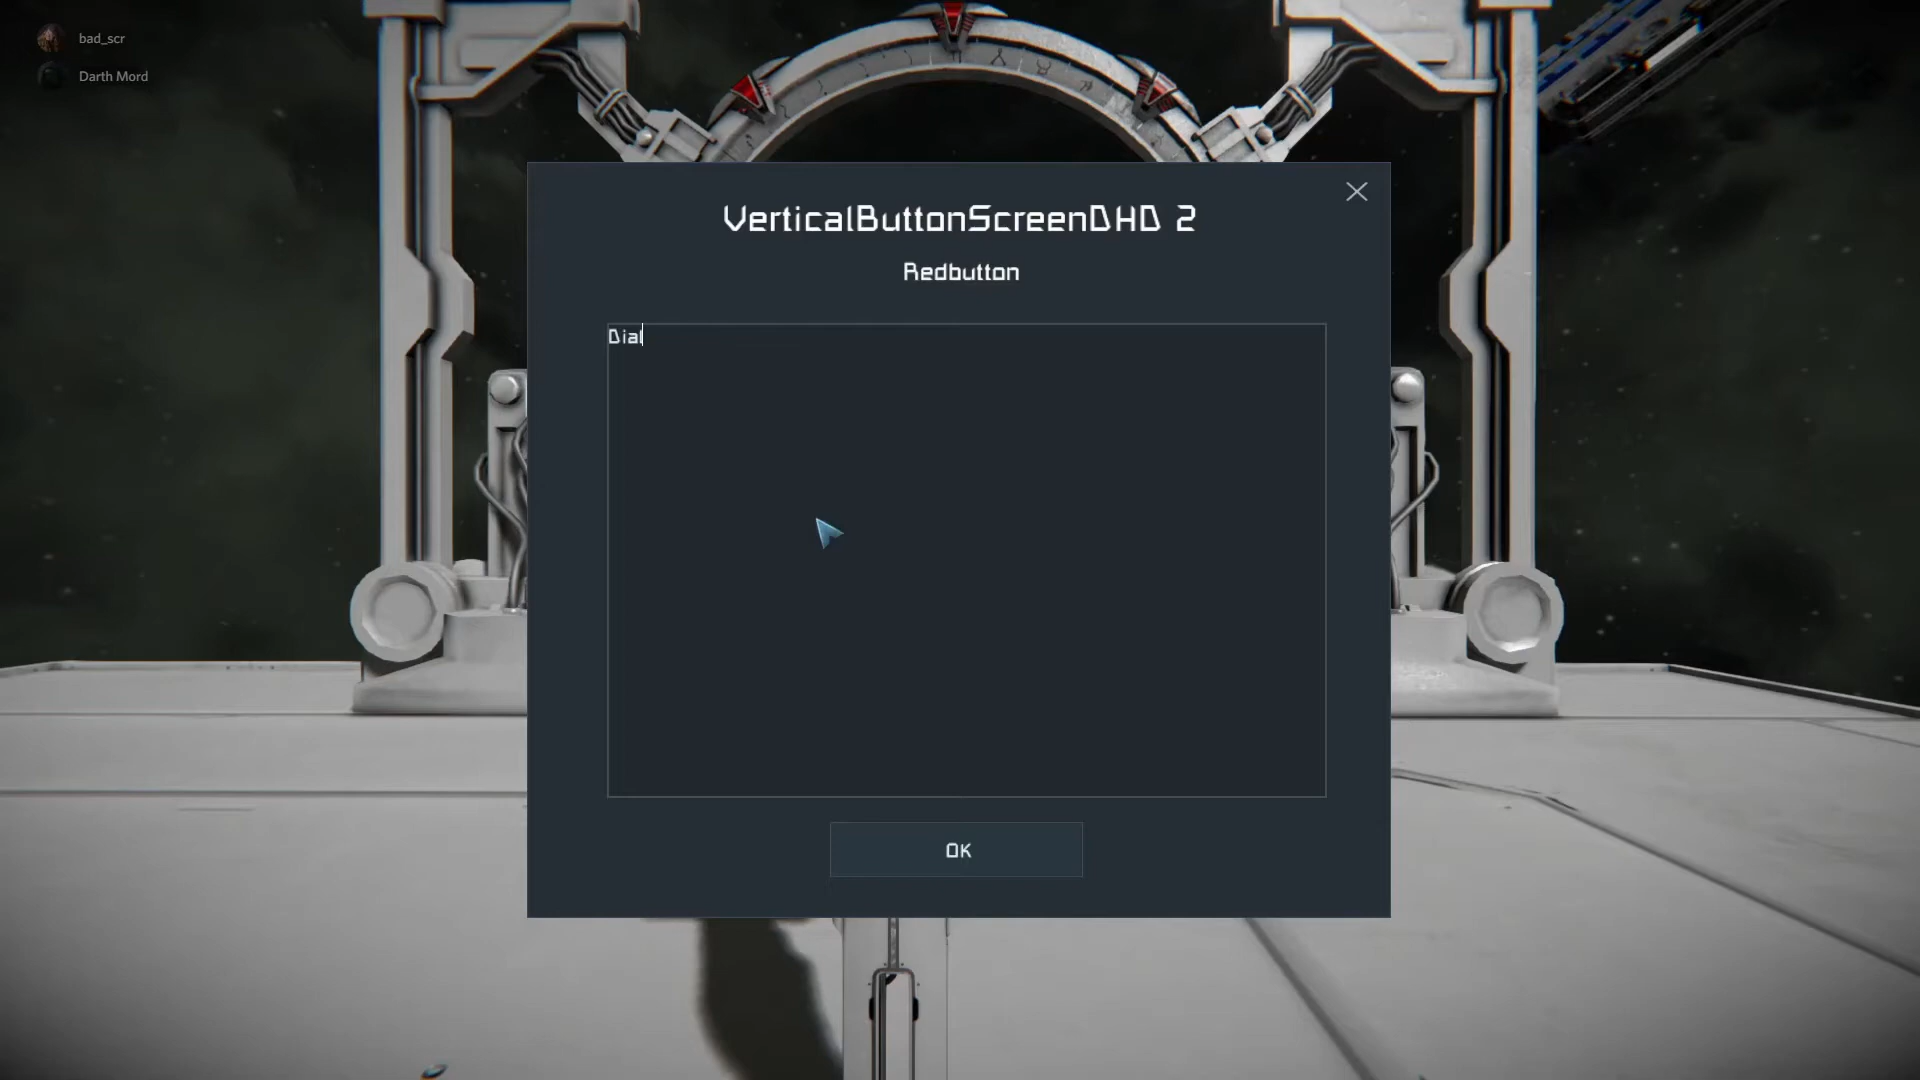 bad_scr
Darth Mord
VerticalButtonScreenDHD 2
Redbutton
Dial
OK